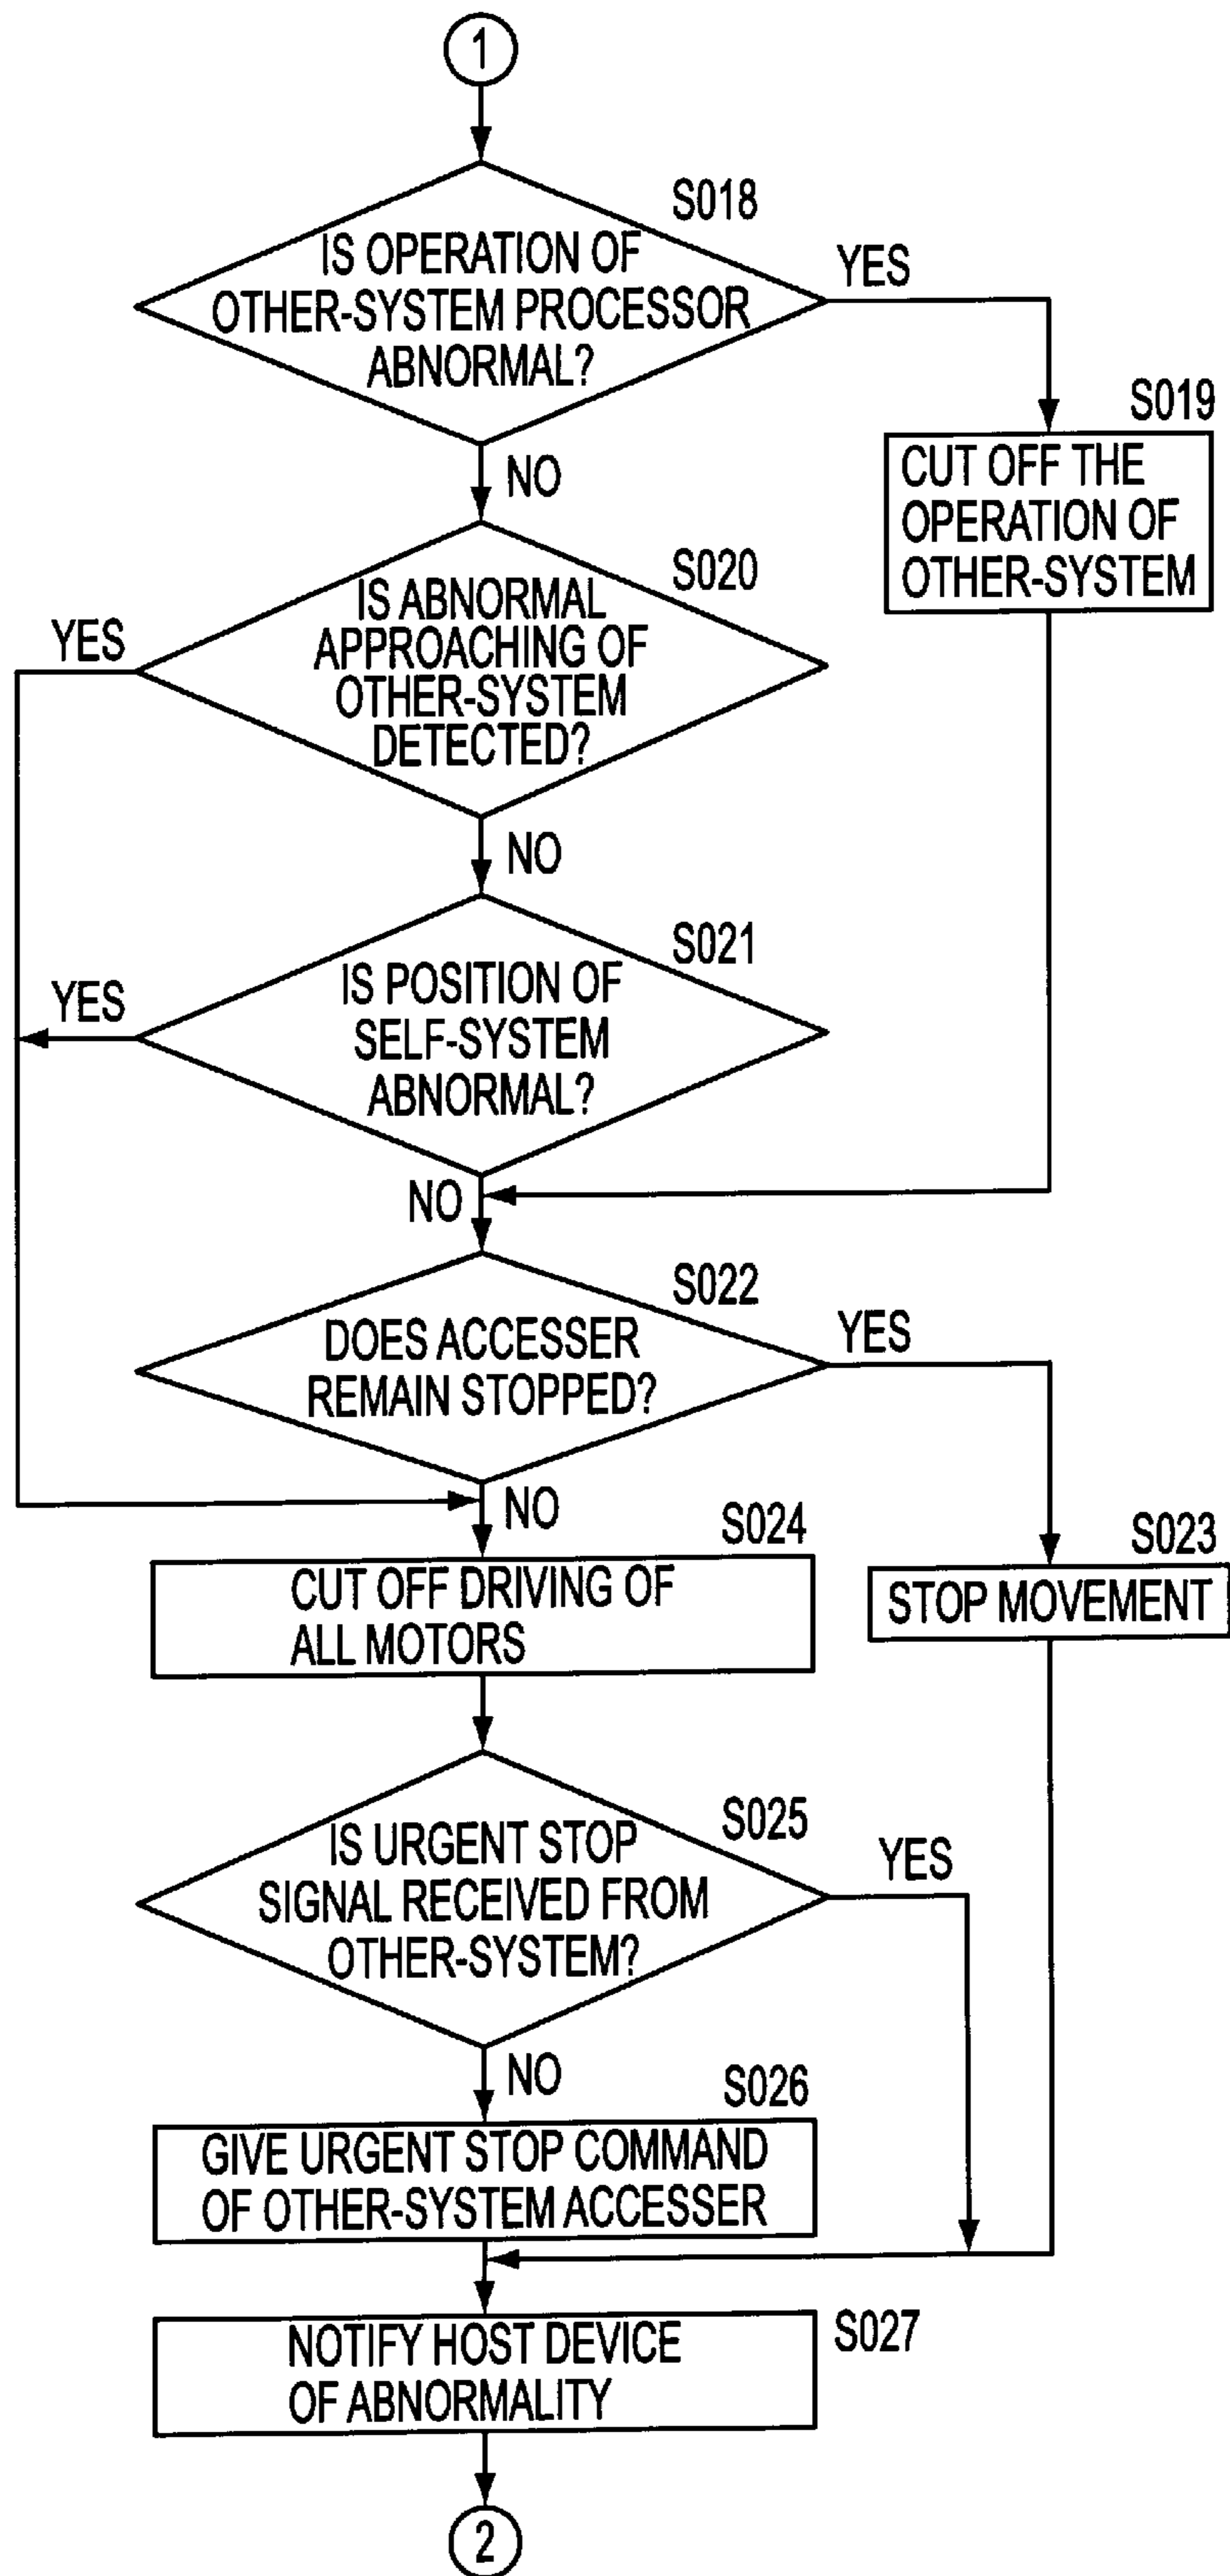 1
S018
IS OPERATION OF
OTHER-SYSTEM PROCESSOR
ABNORMAL?
YES
NO
S019
CUT OFF THE
OPERATION OF
OTHER-SYSTEM
S020
IS ABNORMAL
APPROACHING OF
OTHER-SYSTEM
DETECTED?
YES
NO
S021
IS POSITION OF
SELF-SYSTEM
ABNORMAL?
YES
NO
S022
DOES ACCESSER
REMAIN STOPPED?
YES
NO
S023
STOP MOVEMENT
S024
CUT OFF DRIVING OF
ALL MOTORS
S025
IS URGENT STOP
SIGNAL RECEIVED FROM
OTHER-SYSTEM?
YES
NO
S026
GIVE URGENT STOP COMMAND
OF OTHER-SYSTEM ACCESSER
S027
NOTIFY HOST DEVICE
OF ABNORMALITY
2